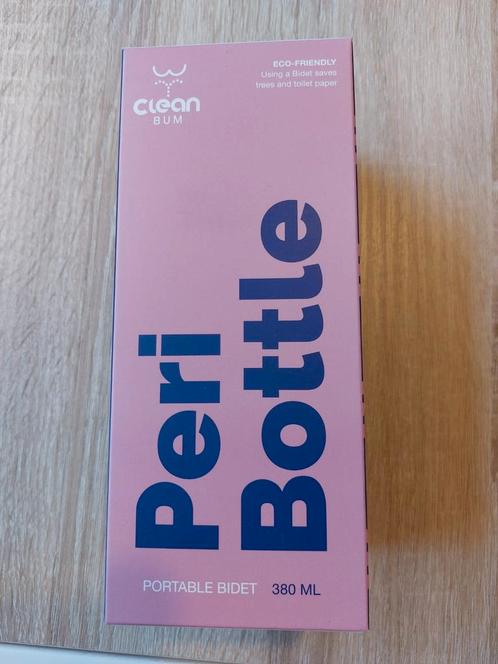 clean
BUM
ECO-FRIENDLY
Using a Bidet saves
trees and toilet paper
Peri
Bottle
PORTABLE BIDET 380 ML